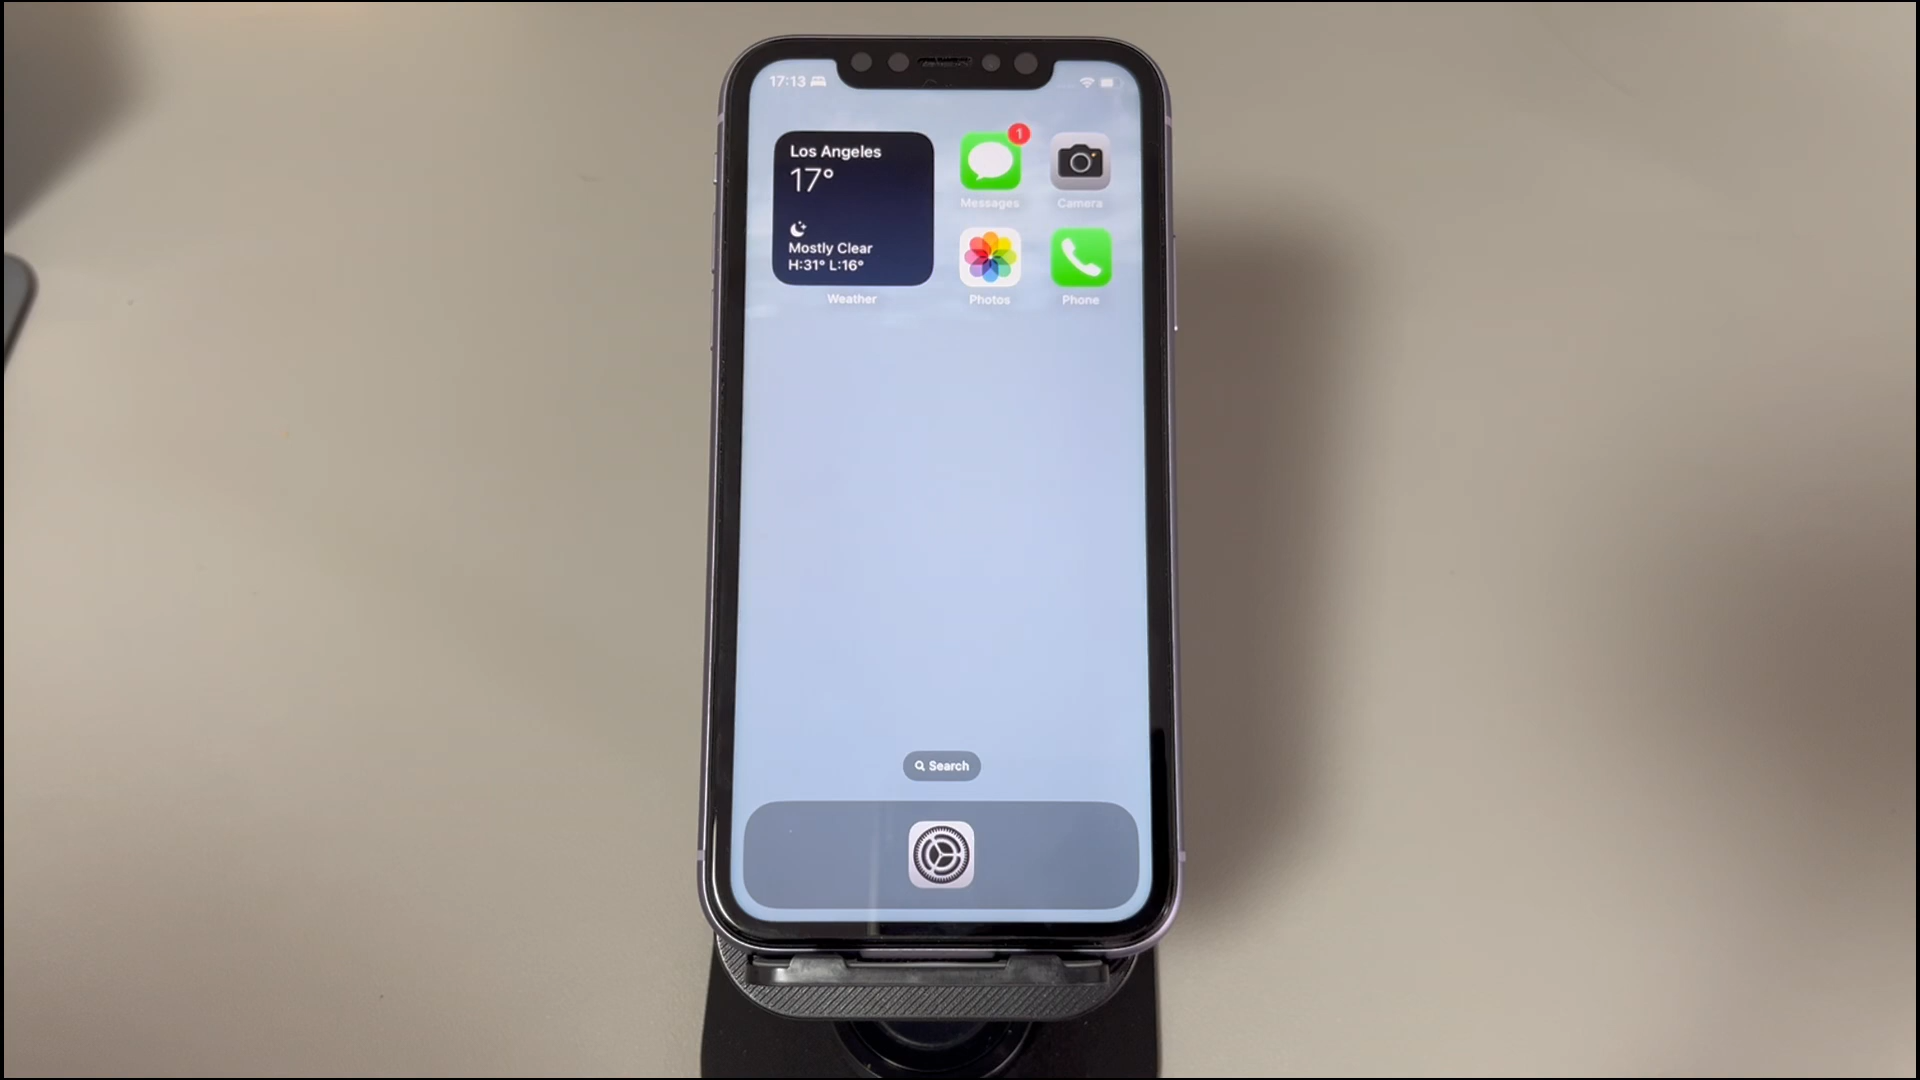 17:13
Los Angeles
17°
Mostly Clear
H:31° L:16°
Weather
1
Messages
Camera
Photos
Phone
Search